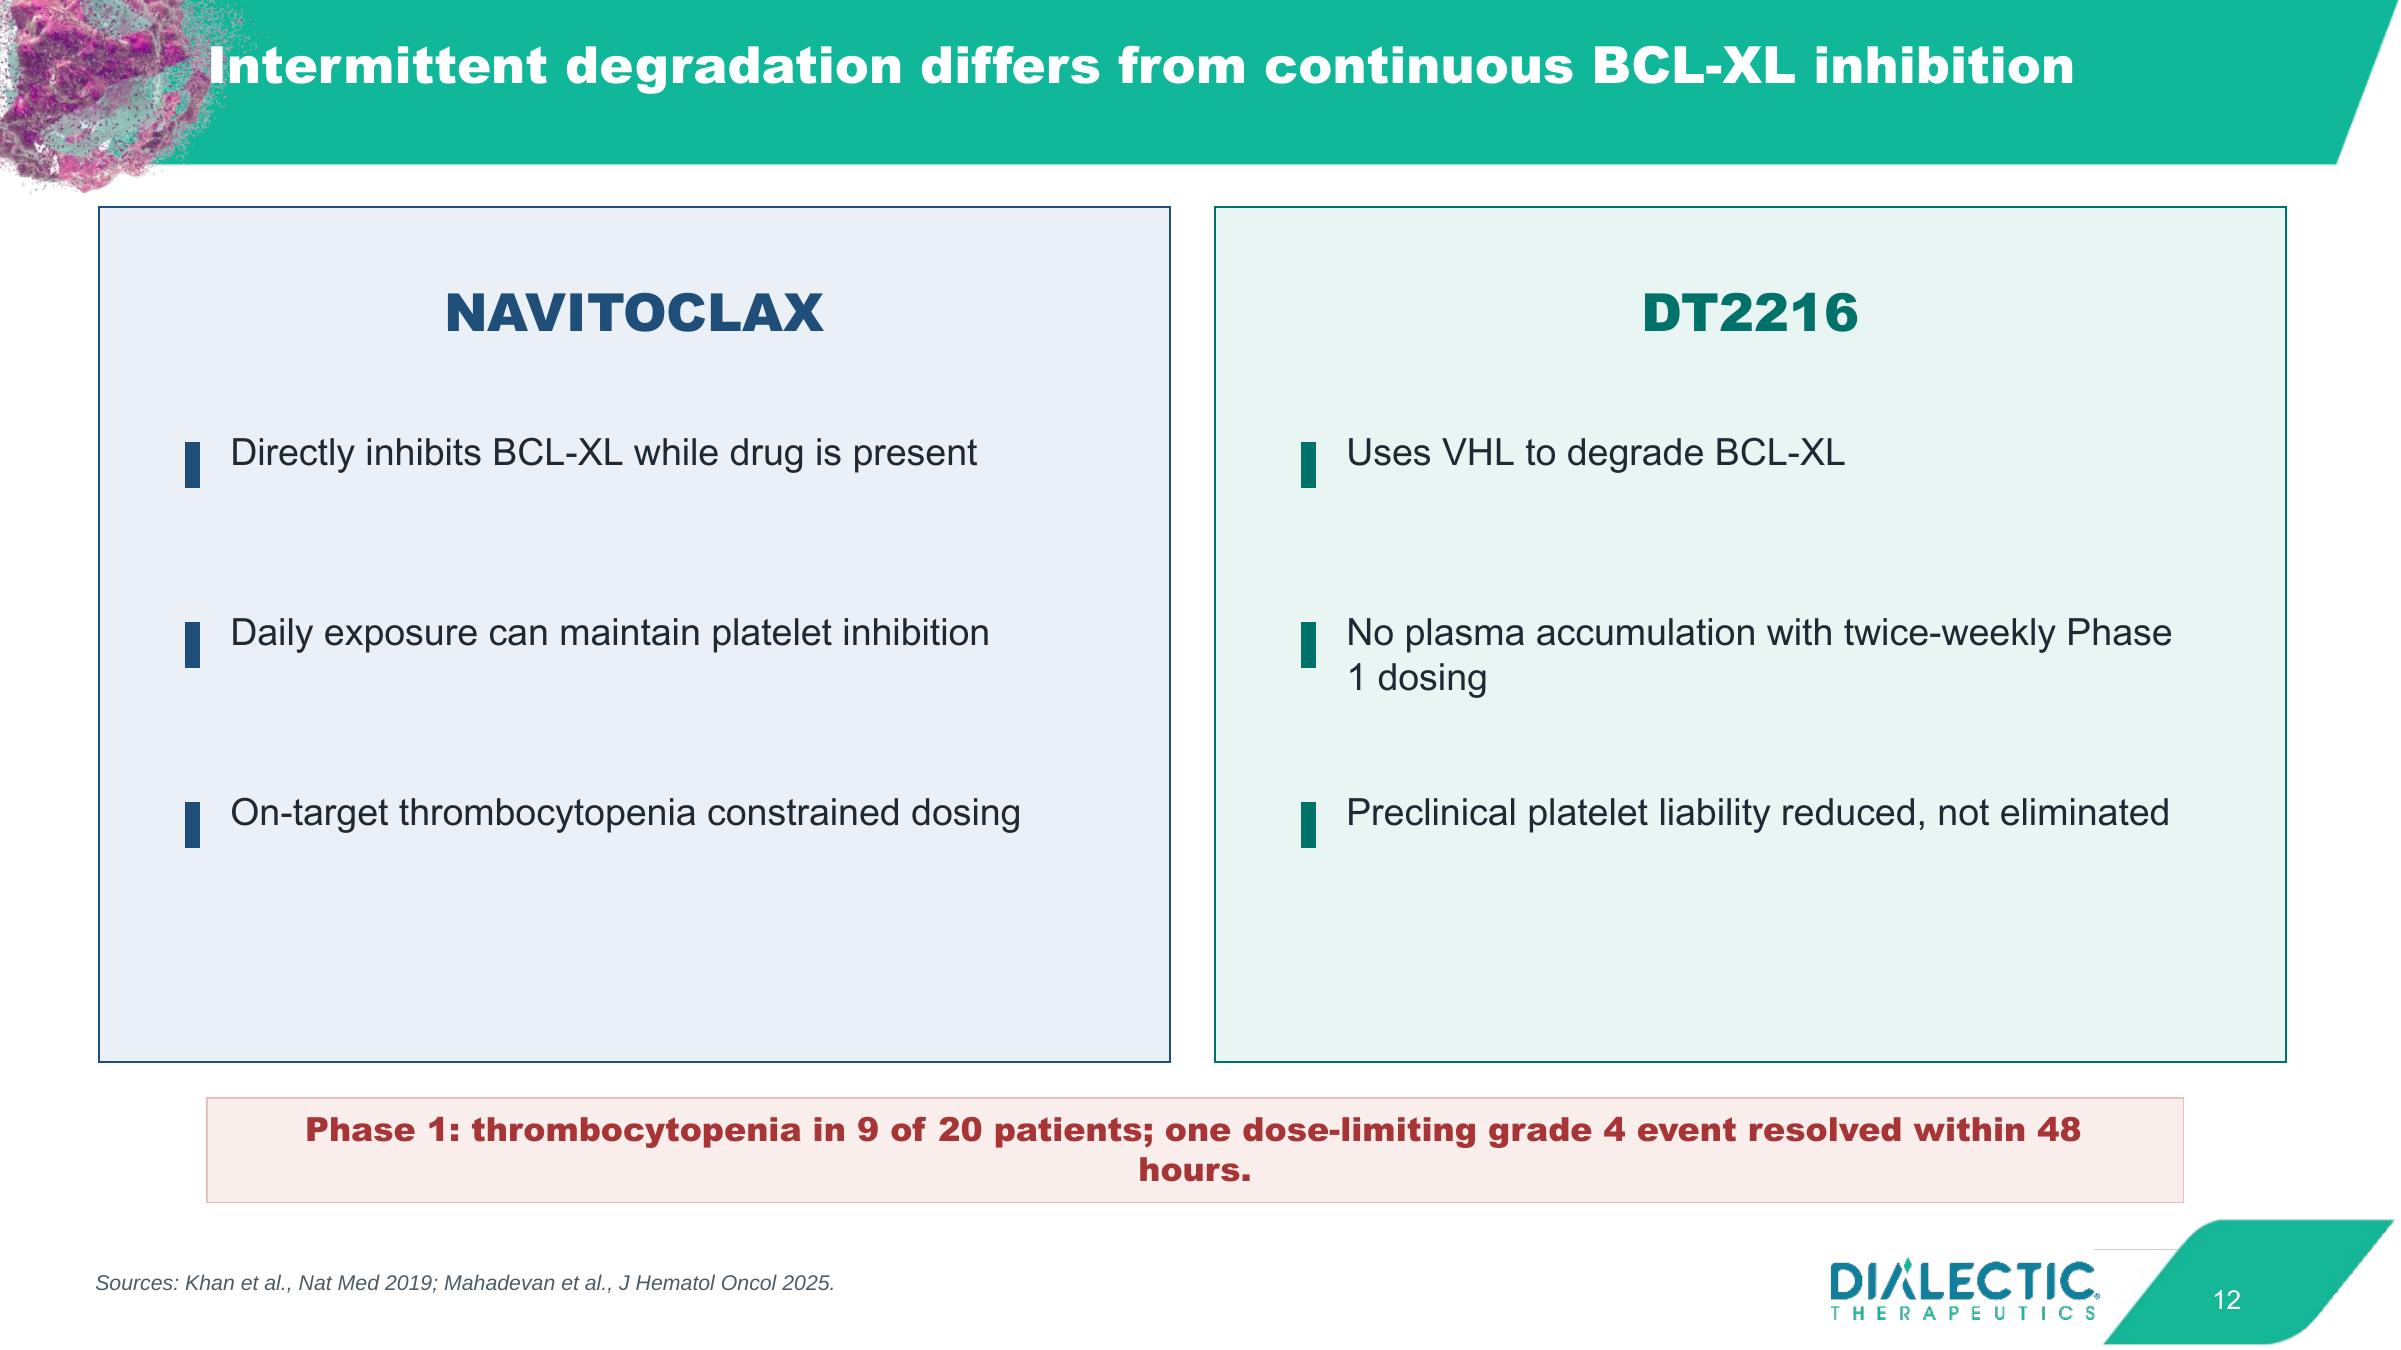 Intermittent degradation differs from continuous BCL-XL inhibition
NAVITOCLAX
Directly inhibits BCL-XL while drug is present
Daily exposure can maintain platelet inhibition
On-target thrombocytopenia constrained dosing
DT2216
Uses VHL to degrade BCL-XL
No plasma accumulation with twice-weekly Phase
1 dosing
Preclinical platelet liability reduced, not eliminated
Phase 1: thrombocytopenia in 9 of 20 patients; one dose-limiting grade 4 event resolved within 48
hours.
Sources: Khan et al., Nat Med 2019; Mahadevan et al., J Hematol Oncol 2025.
DIALECTIC®
THERAPEUTICS
12